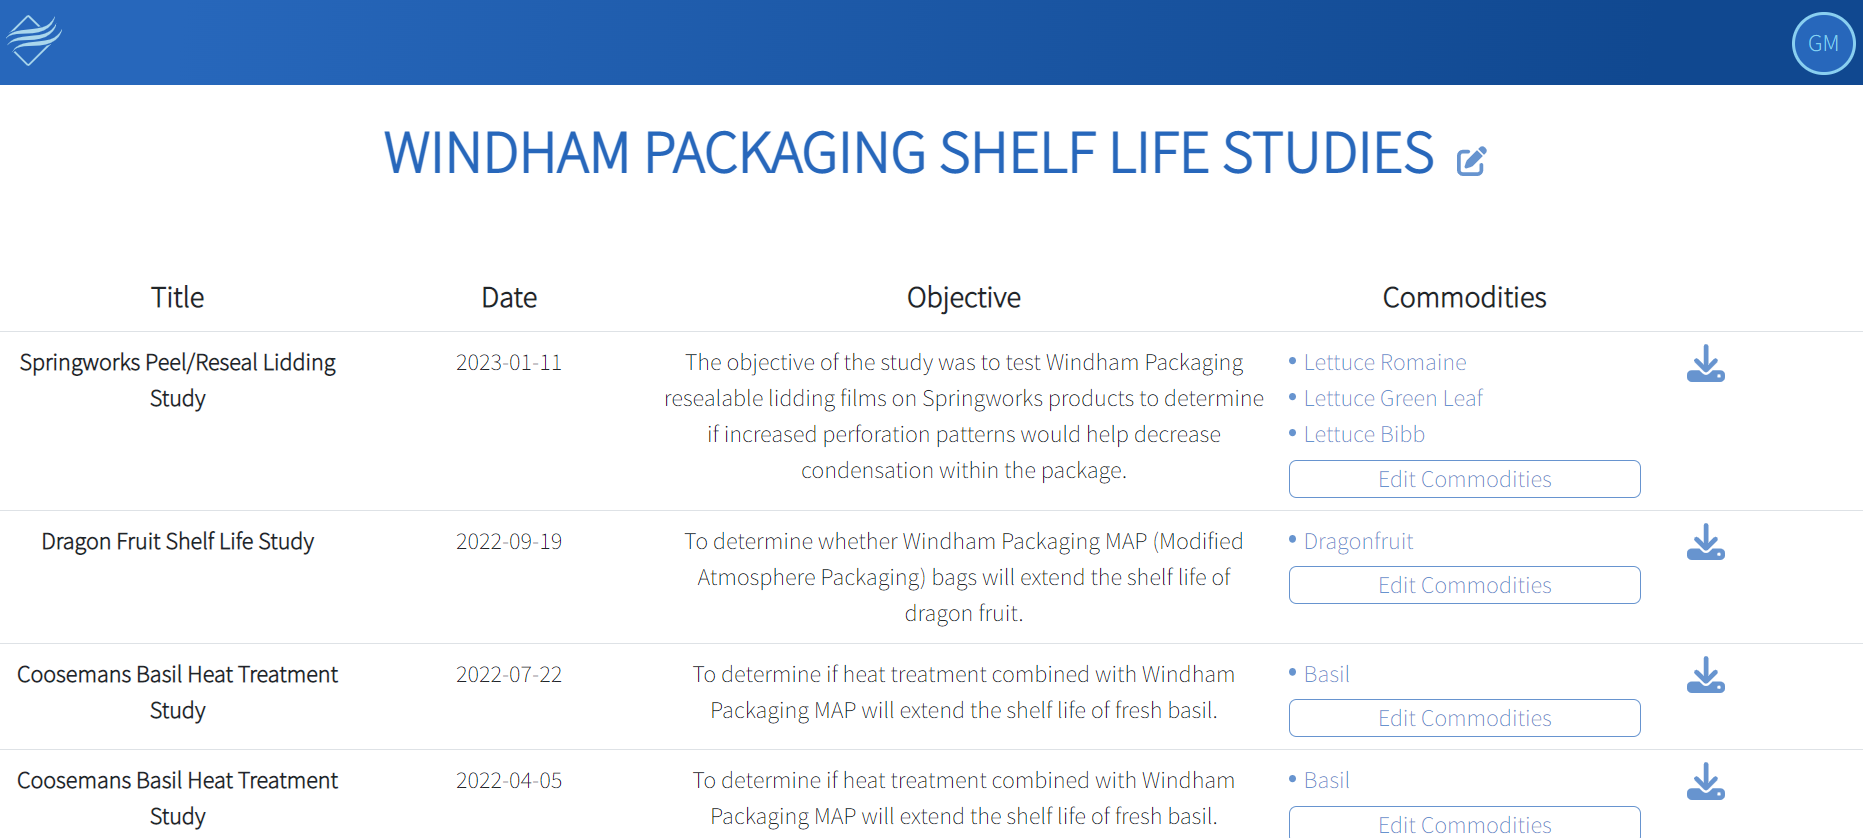 GM
WINDHAM PACKAGING SHELF LIFE STUDIES
Title Date Objective Commodities
Springworks Peel/Reseal Lidding
Study
2023-01-11
The objective of the study was to test Windham Packaging
resealable lidding films on Springworks products to determine
if increased perforation patterns would help decrease
condensation within the package.
• Lettuce Romaine
• Lettuce Green Leaf
• Lettuce Bibb
Edit Commodities
Dragon Fruit Shelf Life Study
2022-09-19
To determine whether Windham Packaging MAP (Modified
Atmosphere Packaging) bags will extend the shelf life of
dragon fruit.
• Dragonfruit
Edit Commodities
Coosemans Basil Heat Treatment
Study
2022-07-22
To determine if heat treatment combined with Windham
Packaging MAP will extend the shelf life of fresh basil.
• Basil
Edit Commodities
Coosemans Basil Heat Treatment
Study
2022-04-05
To determine if heat treatment combined with Windham
Packaging MAP will extend the shelf life of fresh basil.
• Basil
Edit Commodities